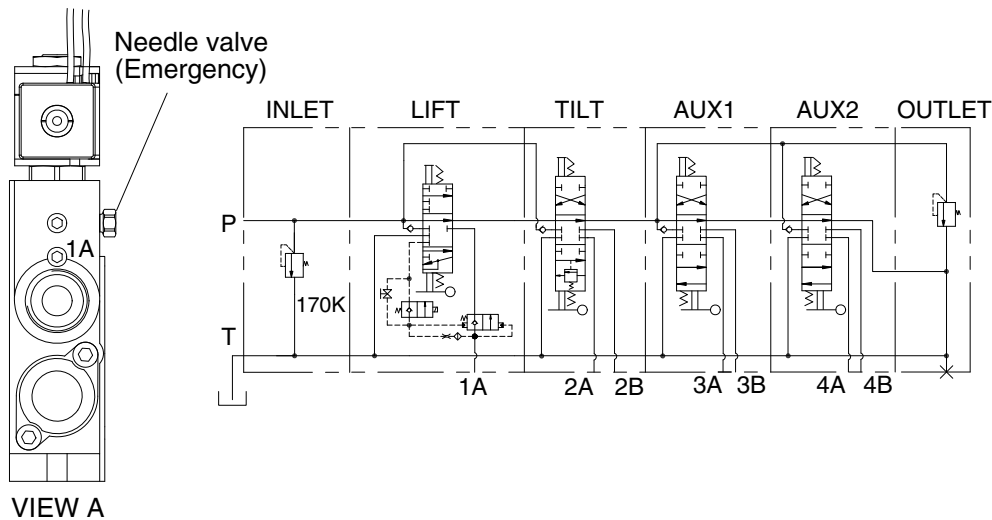 Needle valve
(Emergency)
1A
VIEW A
INLET LIFT TILT AUX1 AUX2 OUTLET
P
170K
T
1A 2A 2B 3A 3B 4A 4B